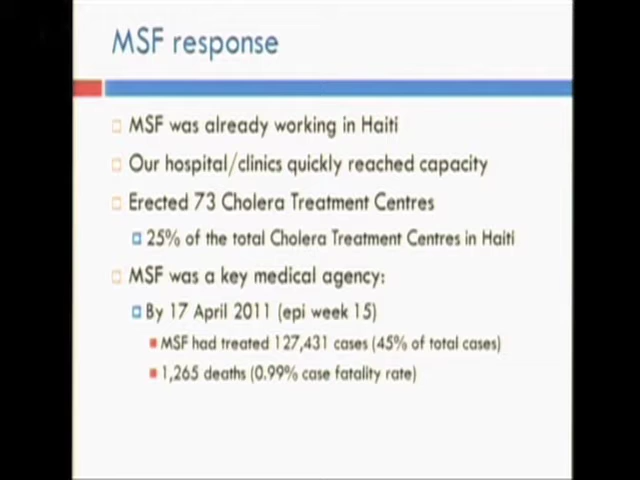 MSF response
MSF was already working in Haiti
Our hospital/clinics quickly reached capacity
Erected 73 Cholera Treatment Centres
25% of the total Cholera Treatment Centres in Haiti
MSF was a key medical agency:
By 17 April 2011 (epi week 15)
MSF had treated 127,431 cases (45% of total cases)
1,265 deaths (0.99% case fatality rate)